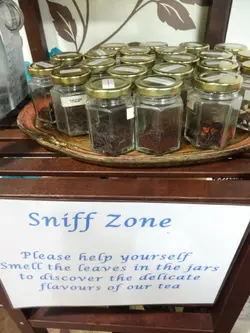 Sniff Zone
Please help yourself
Smell the leaves in the jars
to discover the delicate
flavours of our tea